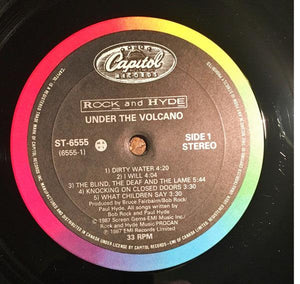 Capitol
RECORDS
ROCK and HYDE
UNDER THE VOLCANO
ST-6555
(6555-1)
SIDE 1
STEREO
1) DIRTY WATER 4:20
2) I WILL 4:04
3) THE BLIND, THE DEAF AND THE LAME 5:44
4) KNOCKING ON CLOSED DOORS 3:30
5) WHAT CHILDREN SAY 3:30
Produced by Bruce Fairbairn/Bob
Rock and Paul Hyde. All songs written by
Bob Rock and Paul Hyde.
© 1987 Screen Gems-EMI Music Inc./
Rock and Hyde Music PROCAN
℗ 1987 EMI Records Limited
33 RPM